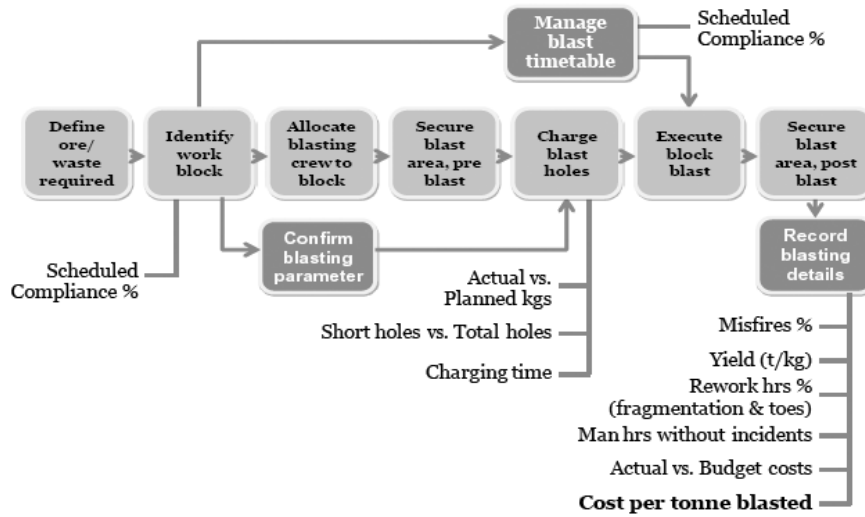 Manage
blast
timetable
Scheduled
Compliance %
Define
ore/
waste
required
Identify
work
block
Allocate
blasting
crew to
block
Secure
blast
area, pre
blast
Charge
blast
holes
Execute
block
blast
Secure
blast
area, post
blast
Confirm
blasting
parameter
Record
blasting
details
Scheduled
Compliance %
Actual vs.
Planned kgs
Short holes vs. Total holes
Charging time
Misfires %
Yield (t/kg)
Rework hrs %
(fragmentation & toes)
Man hrs without incidents
Actual vs. Budget costs
Cost per tonne blasted